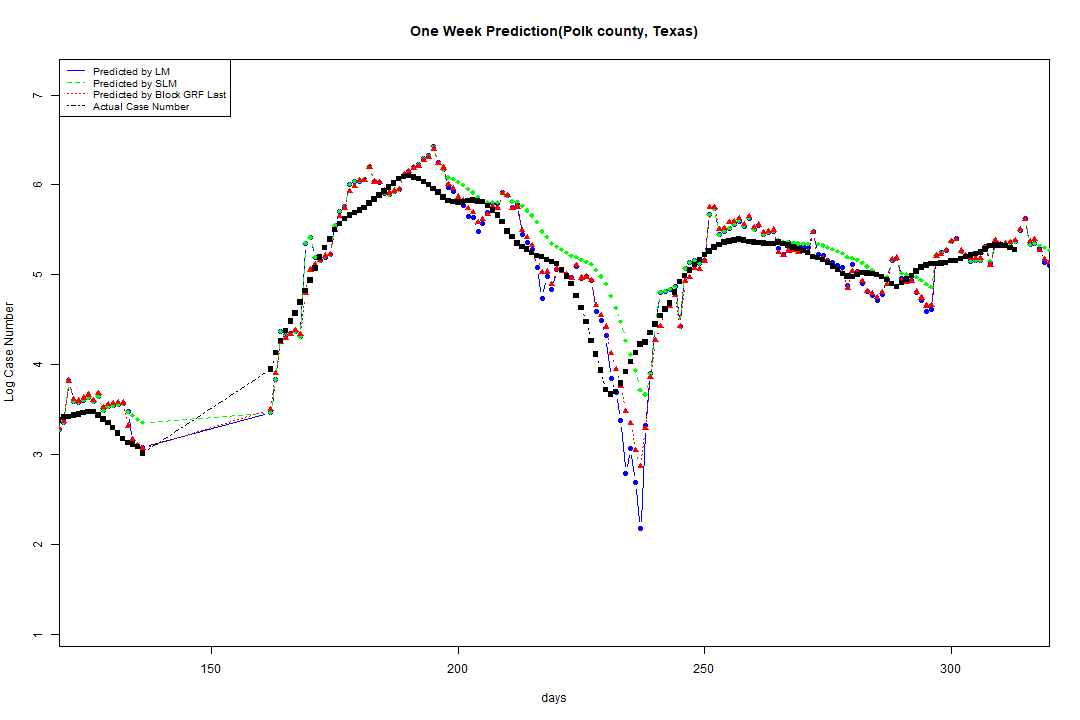 One Week Prediction(Polk county, Texas)
Predicted by LM
Predicted by SLM
Predicted by Block GRF Last
Actual Case Number
7
6
5
4
3
2
1
Log Case Number
150
200
250
300
days